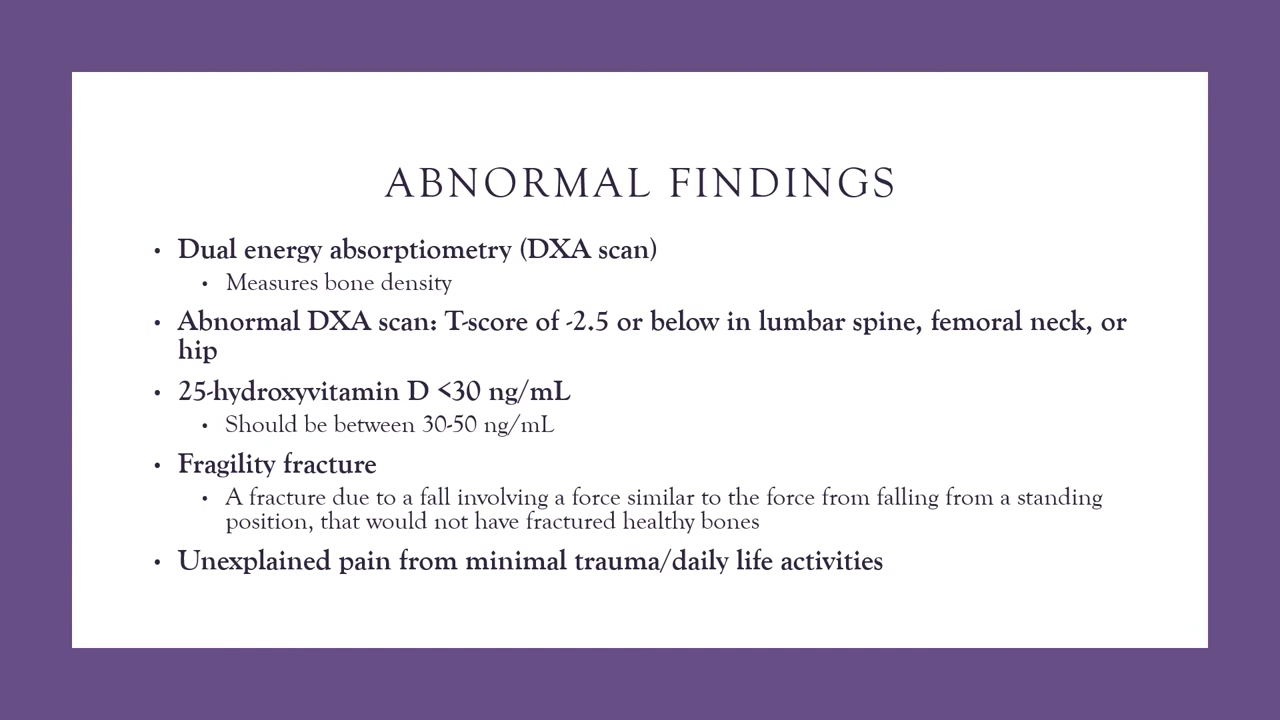 ABNORMAL FINDINGS
• Dual energy absorptiometry (DXA scan)
• Measures bone density
• Abnormal DXA scan: T-score of -2.5 or below in lumbar spine, femoral neck, or
hip
• 25-hydroxyvitamin D <30 ng/mL
• Should be between 30-50 ng/mL
• Fragility fracture
• A fracture due to a fall involving a force similar to the force from falling from a standing
position, that would not have fractured healthy bones
• Unexplained pain from minimal trauma/daily life activities